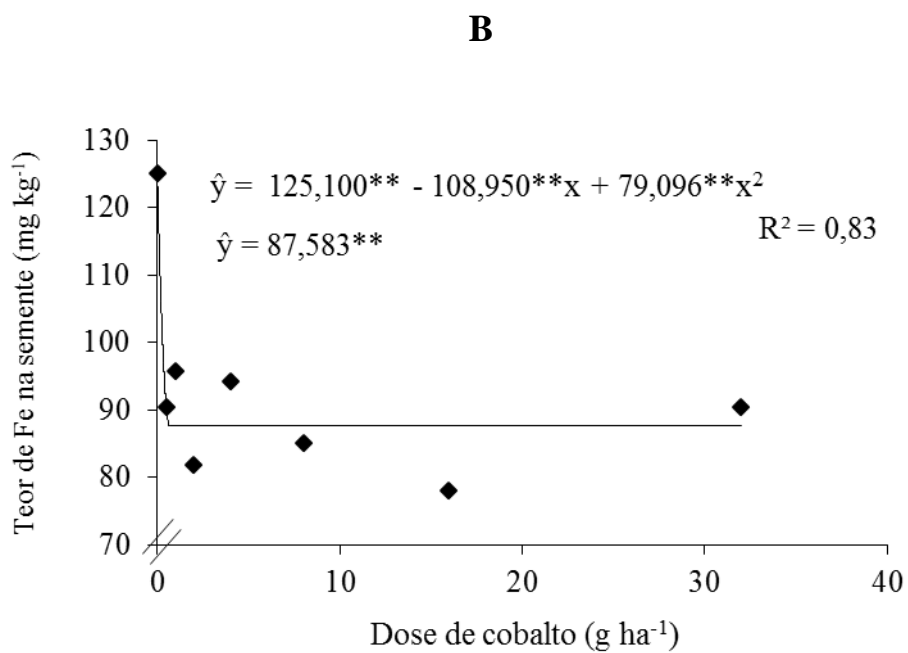 B
Teor de Fe na semente (mg kg⁻¹)
130
120
110
100
90
80
70
ŷ = 125,100** - 108,950**x + 79,096**x²
ŷ = 87,583**
R² = 0,83
0 10 20 30 40
Dose de cobalto (g ha⁻¹)